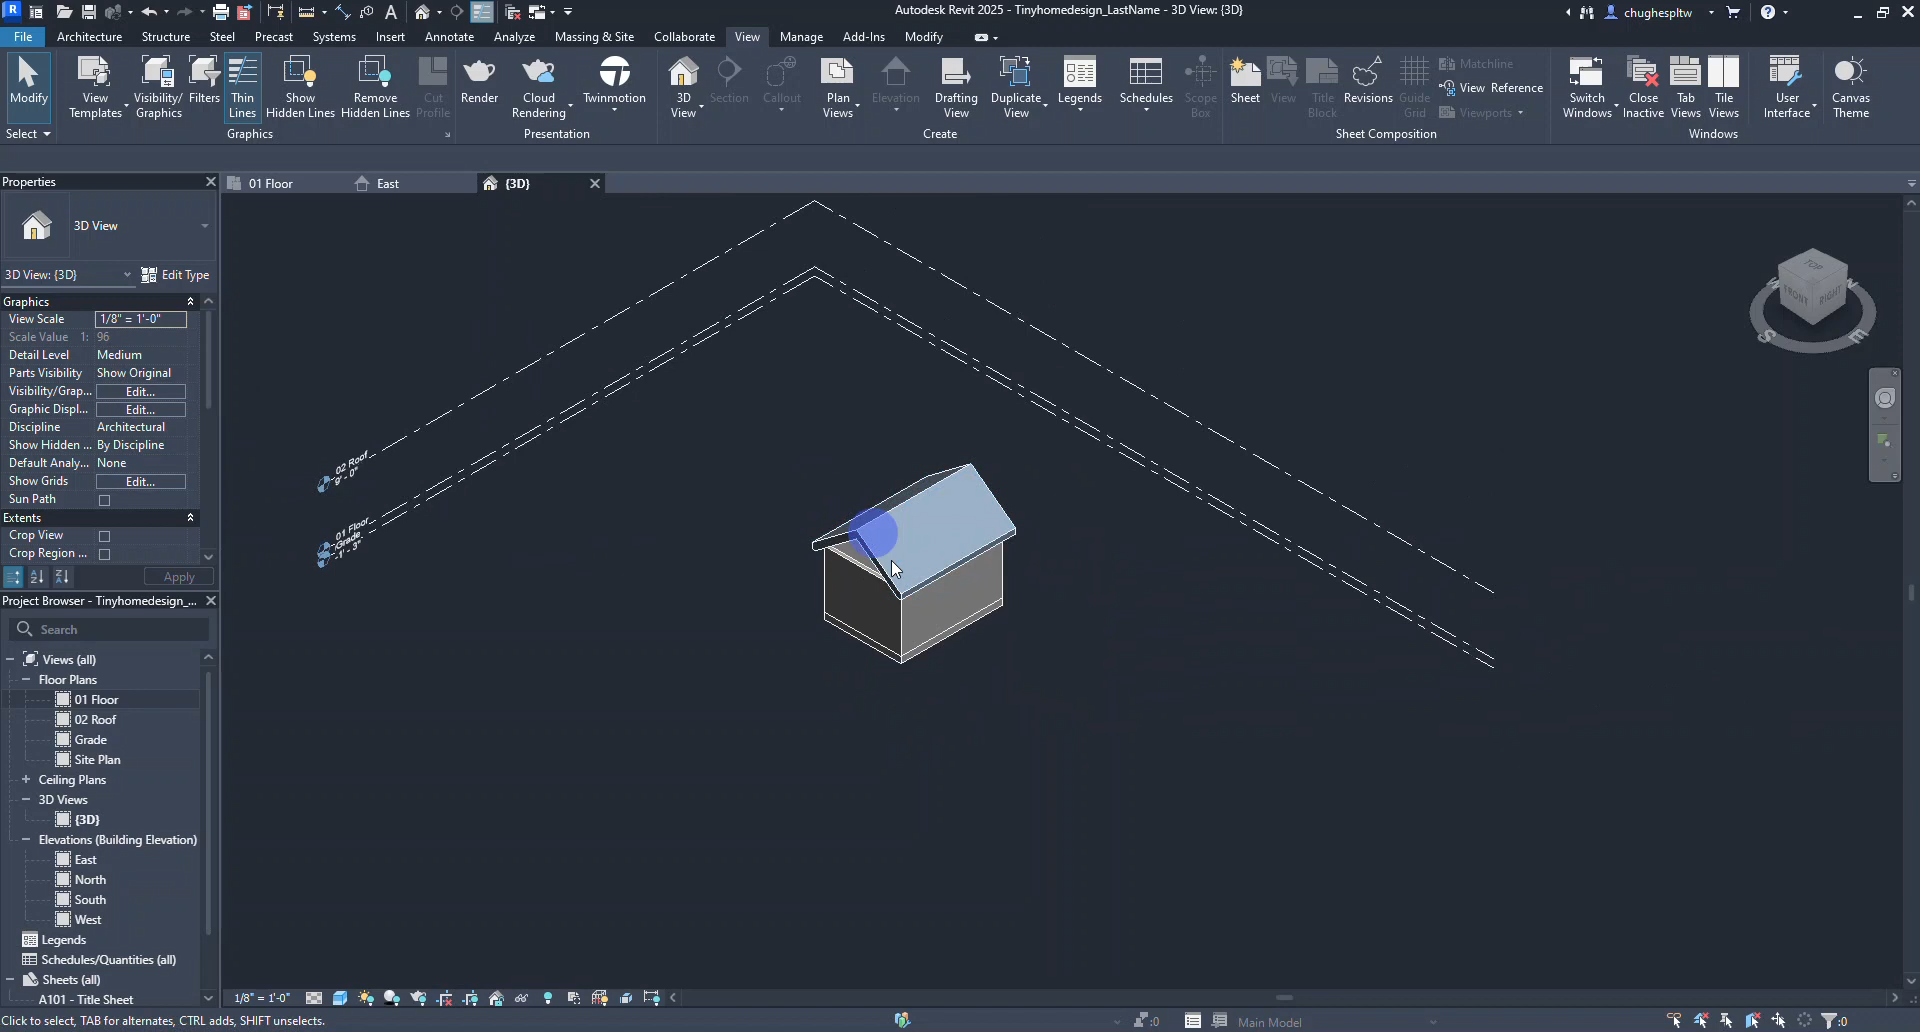 Autodesk Revit 2025 - Tinyhomedesign_LastName - 3D View: {3D}
chughespltw
File Architecture Structure Steel Precast Systems Insert Annotate Analyze Massing & Site Collaborate View Manage Add-Ins Modify
Modify
View Templates
Visibility/ Graphics
Filters
Thin Lines
Show Hidden Lines
Remove Hidden Lines
Cut Profile
Render
Cloud Rendering
Twinmotion
3D View
Section
Callout
Plan Views
Elevation
Drafting View
Duplicate View
Legends
Schedules
Scope Box
Sheet
View
Title Block
Revisions
Guide Grid
Matchline
View Reference
Viewports
Switch Windows
Close Inactive
Tab Views
Tile Views
User Interface
Canvas Theme
Select Graphics Presentation Create Sheet Composition Windows
Properties
01 Floor East {3D}
3D View
3D View: {3D} Edit Type
Graphics
View Scale 1/8" = 1'-0"
Scale Value 1: 96
Detail Level Medium
Parts Visibility Show Original
Visibility/Grap... Edit...
Graphic Displ... Edit...
Discipline Architectural
Show Hidden ... By Discipline
Default Analy... None
Show Grids Edit...
Sun Path
Extents
Crop View
Crop Region ...
Apply
Project Browser - Tinyhomedesign_...
Search
Views (all)
Floor Plans
01 Floor
02 Roof
Grade
Site Plan
Ceiling Plans
3D Views
{3D}
Elevations (Building Elevation)
East
North
South
West
Legends
Schedules/Quantities (all)
Sheets (all)
A101 - Title Sheet
02 Roof
9' - 0"
01 Floor
Grade
-1' - 3"
TOP
FRONT RIGHT
S E
1/8" = 1'-0"
Click to select, TAB for alternates, CTRL adds, SHIFT unselects.
:0
Main Model
:0